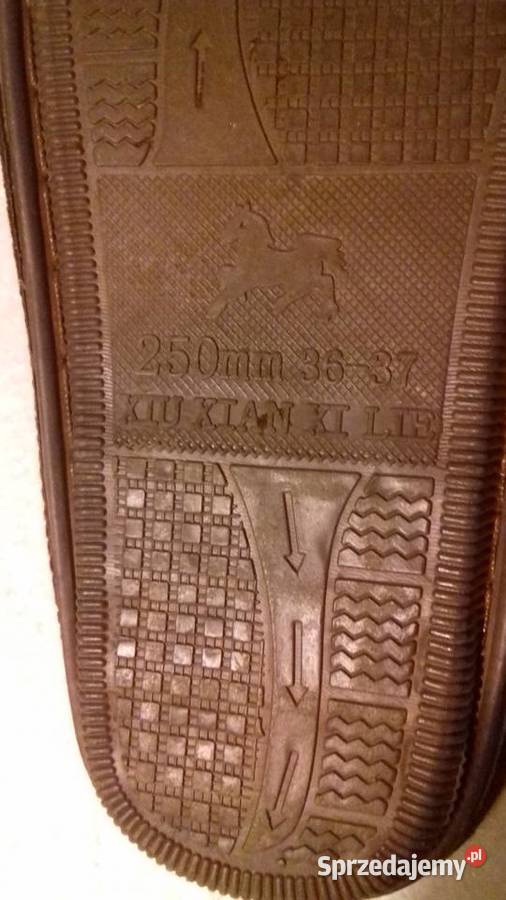 250mm 36-37
XIU XIAN XI LIE
Sprzedajemy.pl